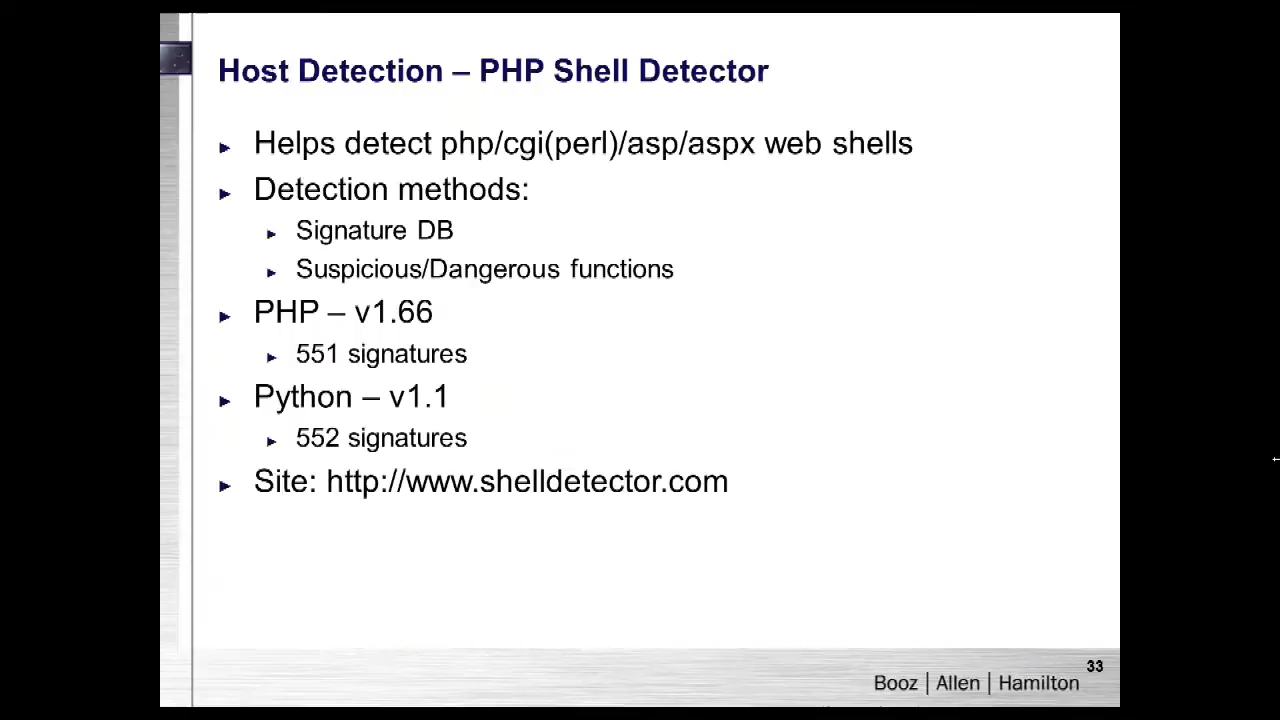 Host Detection – PHP Shell Detector
Helps detect php/cgi(perl)/asp/aspx web shells
Detection methods:
Signature DB
Suspicious/Dangerous functions
PHP – v1.66
551 signatures
Python – v1.1
552 signatures
Site: http://www.shelldetector.com
33
Booz | Allen | Hamilton